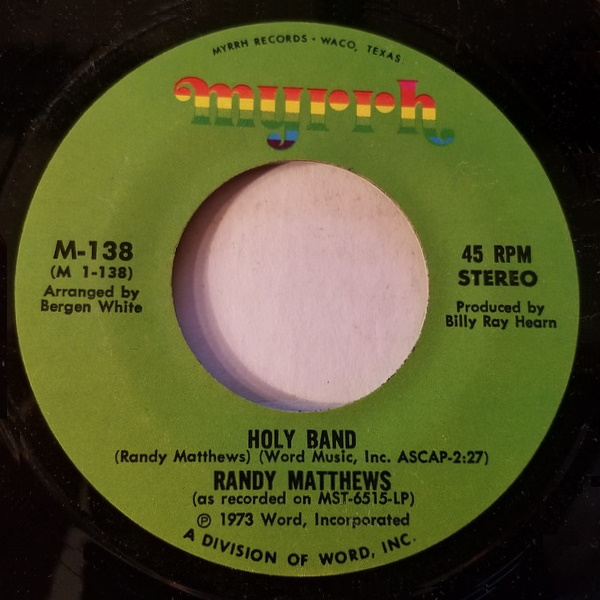 MYRRH RECORDS • WACO, TEXAS
myrrh
M-138
(M 1-138)
Arranged by
Bergen White
45 RPM
STEREO
Produced by
Billy Ray Hearn
HOLY BAND
(Randy Matthews) (Word Music, Inc. ASCAP-2:27)
RANDY MATTHEWS
(as recorded on MST-6515-LP)
℗ 1973 Word, Incorporated
A DIVISION OF WORD, INC.